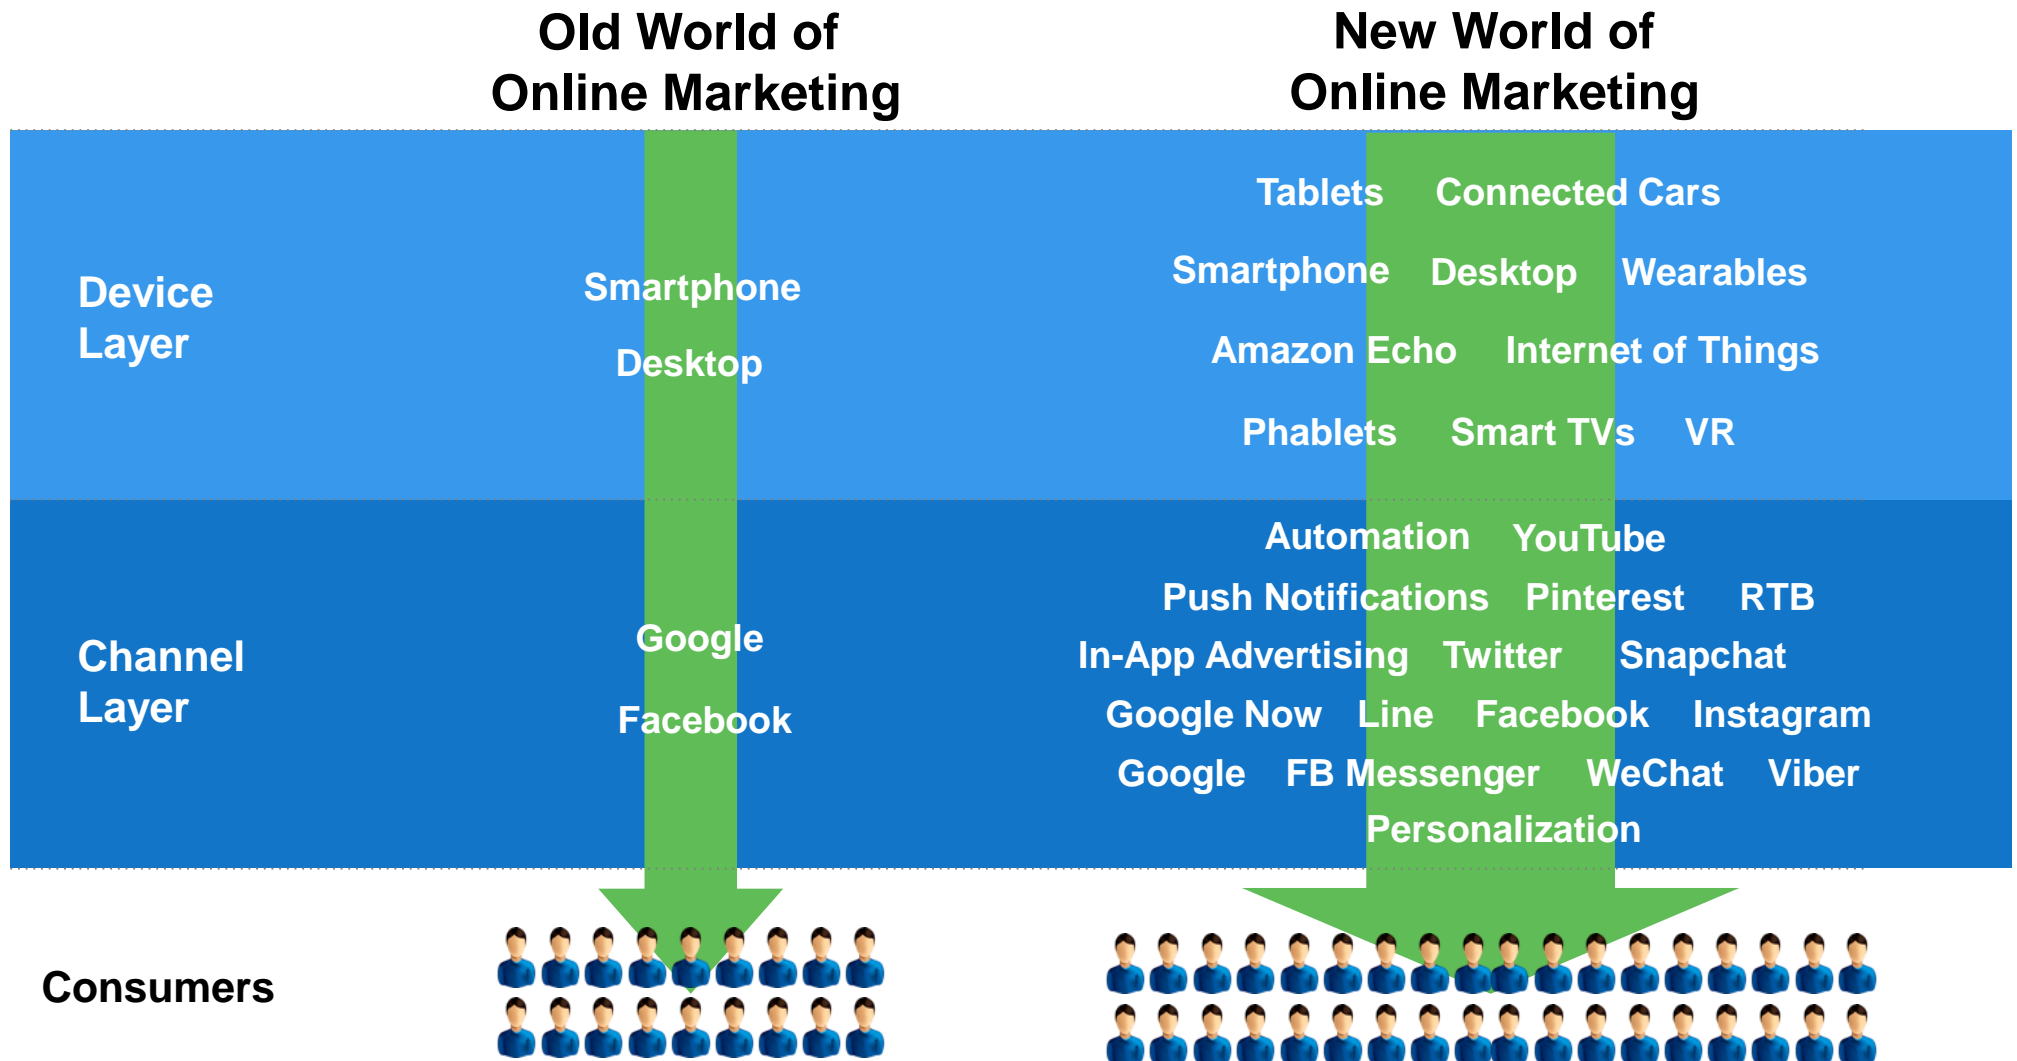 Old World of
Online Marketing
New World of
Online Marketing
Device
Layer
Smartphone
Desktop
Tablets Connected Cars
Smartphone Desktop Wearables
Amazon Echo Internet of Things
Phablets Smart TVs VR
Channel
Layer
Google
Facebook
Automation YouTube
Push Notifications Pinterest RTB
In-App Advertising Twitter Snapchat
Google Now Line Facebook Instagram
Google FB Messenger WeChat Viber
Personalization
Consumers